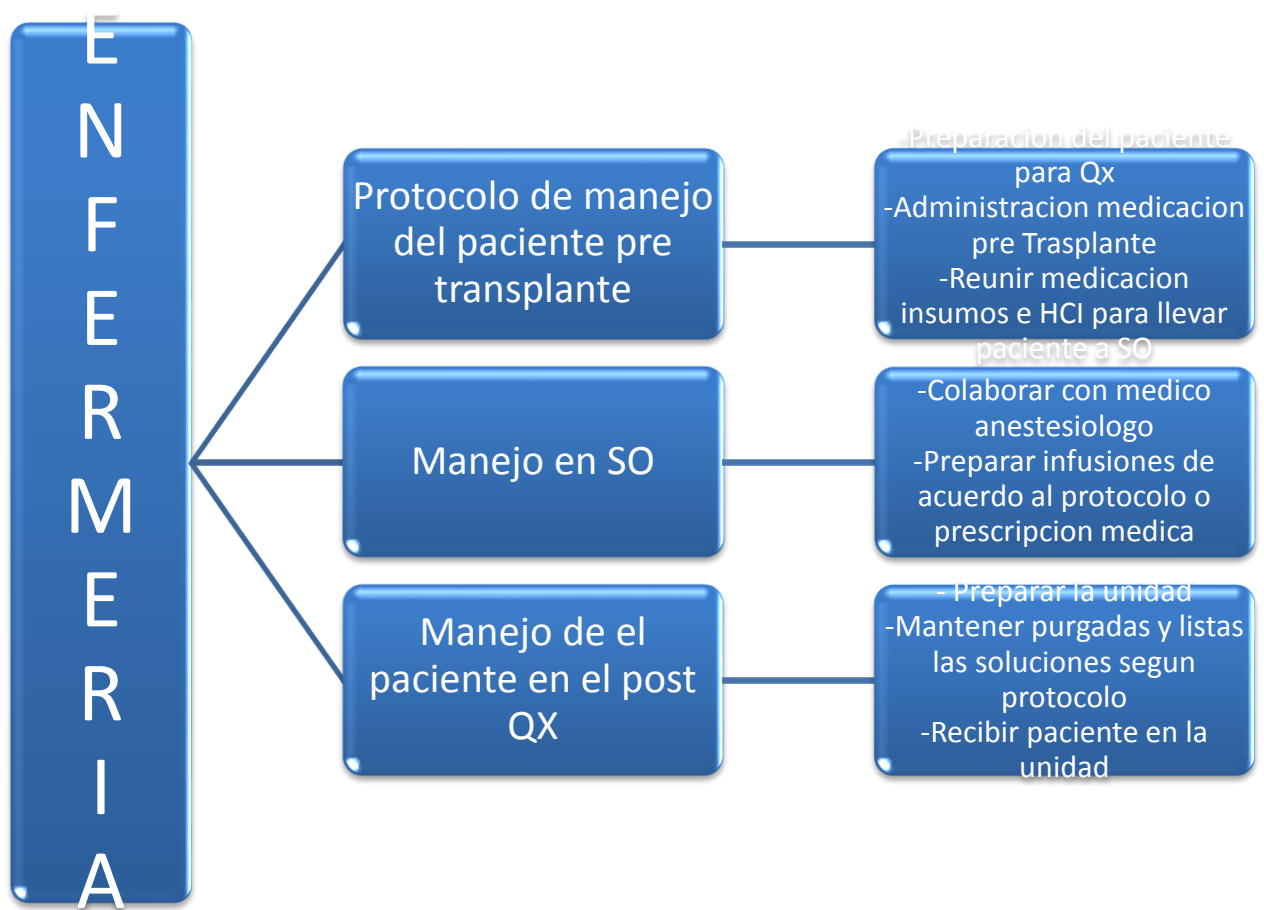 E
N
F
E
R
M
E
R
I
A
Protocolo de manejo
del paciente pre
transplante
-Preparacion del paciente
para Qx
-Administracion medicacion
pre Trasplante
-Reunir medicacion
insumos e HCI para llevar
paciente a SO
Manejo en SO
-Colaborar con medico
anestesiologo
-Preparar infusiones de
acuerdo al protocolo o
prescripcion medica
Manejo de el
paciente en el post
QX
- Preparar la unidad
-Mantener purgadas y listas
las soluciones segun
protocolo
-Recibir paciente en la
unidad